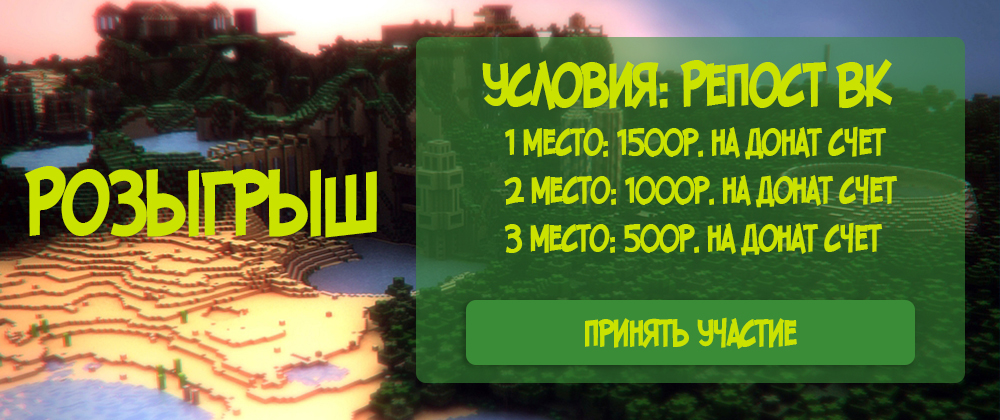 РОЗЫГРЫШ
УСЛОВИЯ: РЕПОСТ ВК
1 МЕСТО: 1500Р. НА ДОНАТ СЧЕТ
2 МЕСТО: 1000Р. НА ДОНАТ СЧЕТ
3 МЕСТО: 500Р. НА ДОНАТ СЧЕТ
ПРИНЯТЬ УЧАСТИЕ